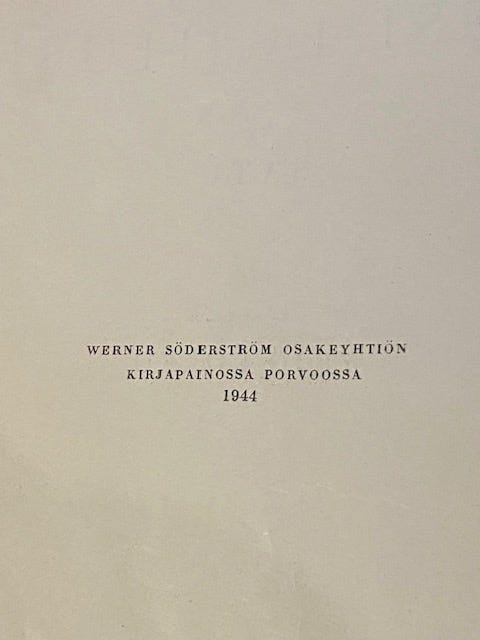 WERNER SÖDERSTRÖM OSAKEYHTIÖN
KIRJAPAINOSSA PORVOOSSA
1944